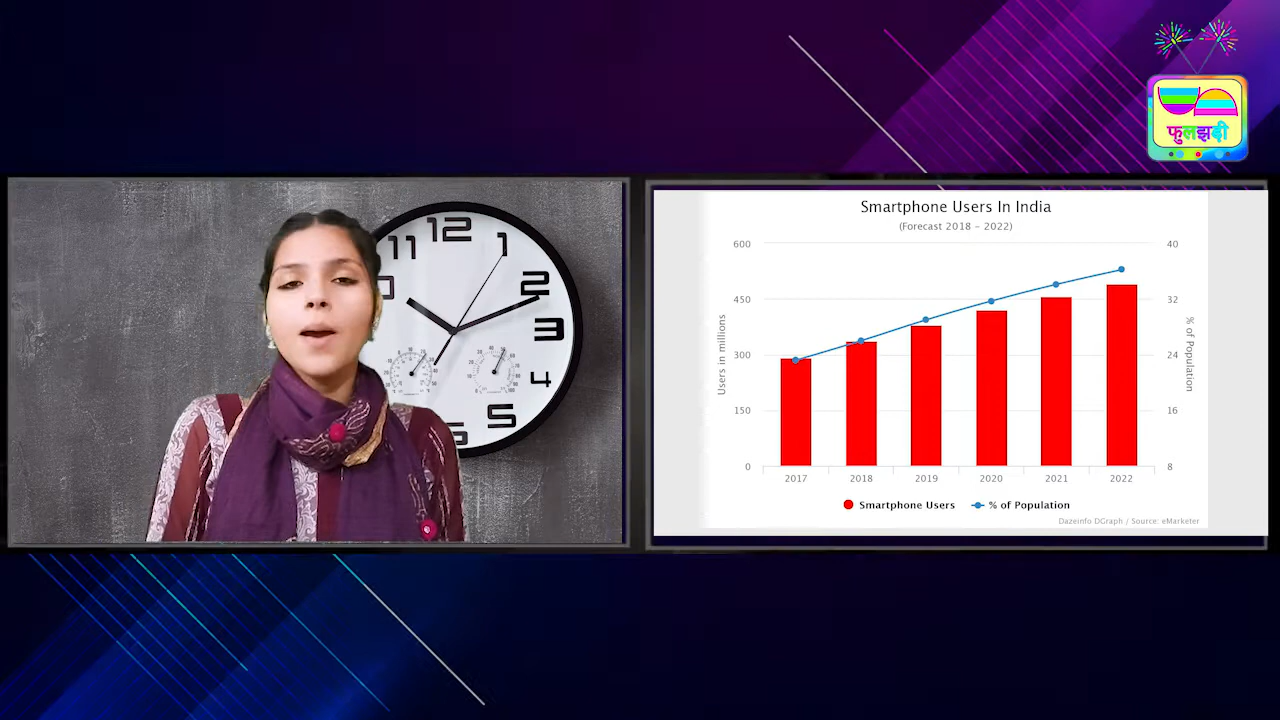 फुलझड़ी
12
11
1
2
3
4
5
Smartphone Users In India
(Forecast 2018 - 2022)
600
450
300
150
0
Users in millions
40
32
24
16
8
% of Population
2017 2018 2019 2020 2021 2022
Smartphone Users % of Population
Dazeinfo DGraph / Source: eMarketer